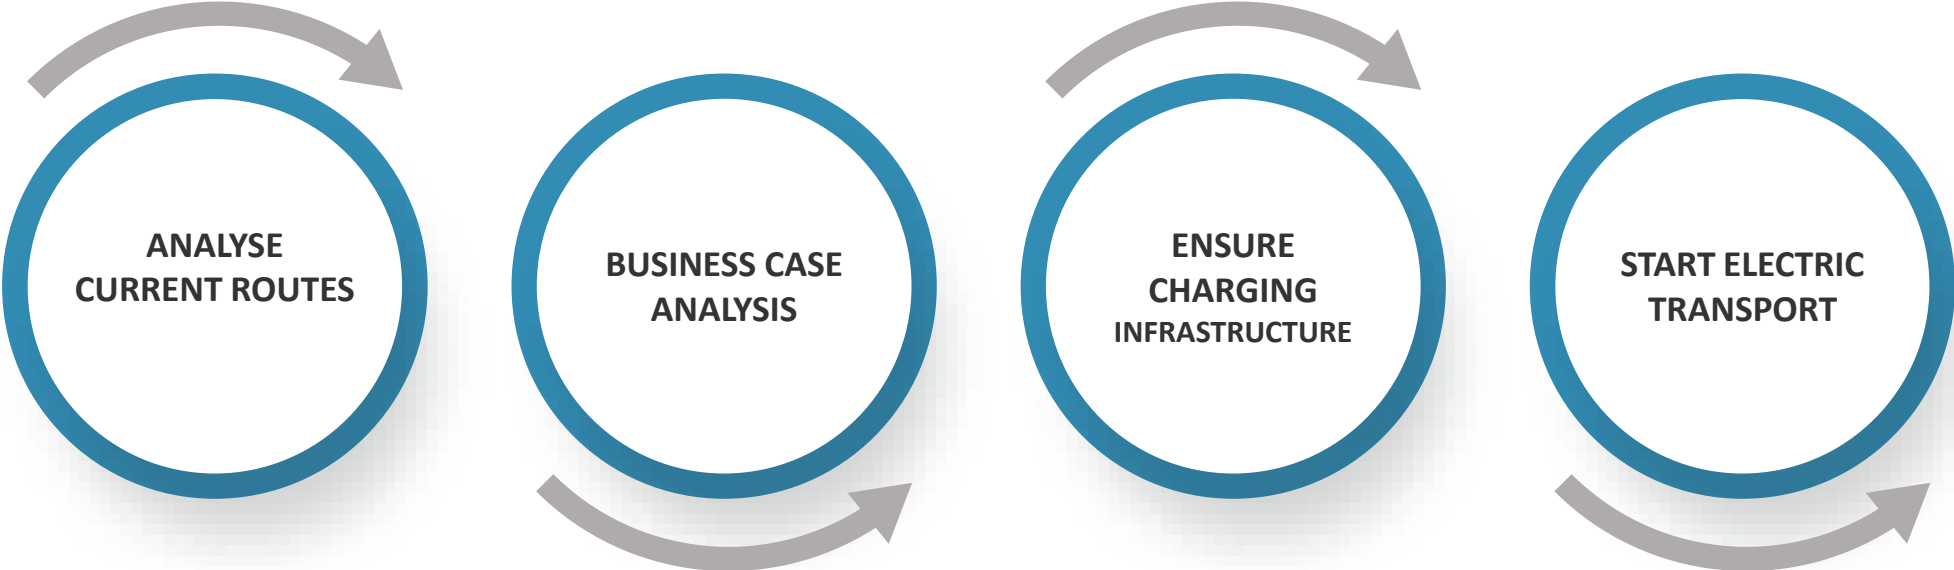 ANALYSE
CURRENT ROUTES
BUSINESS CASE
ANALYSIS
ENSURE
CHARGING
INFRASTRUCTURE
START ELECTRIC
TRANSPORT